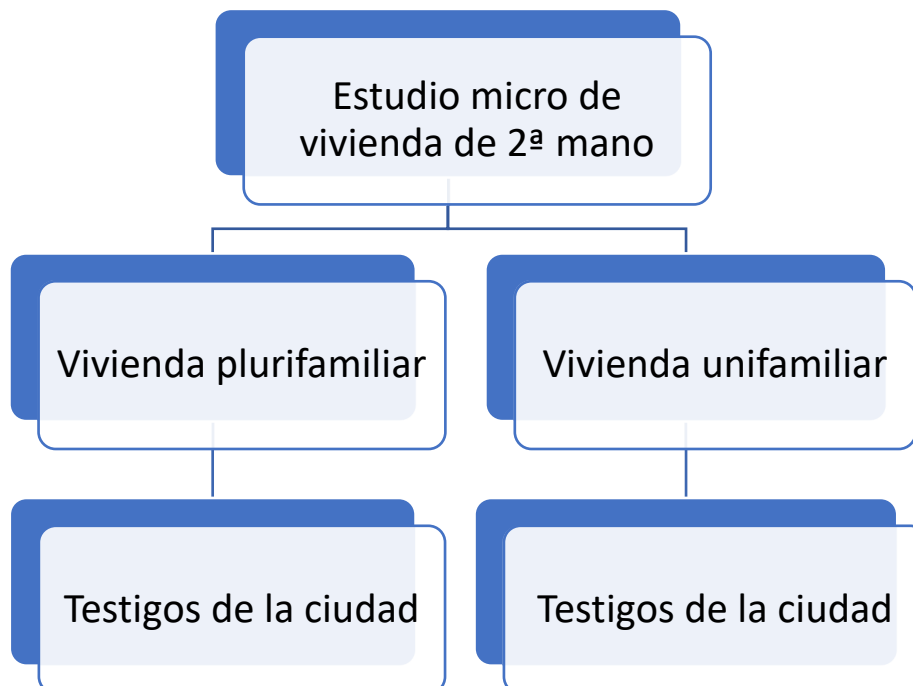 Estudio micro de
vivienda de 2ª mano
Vivienda plurifamiliar
Vivienda unifamiliar
Testigos de la ciudad
Testigos de la ciudad